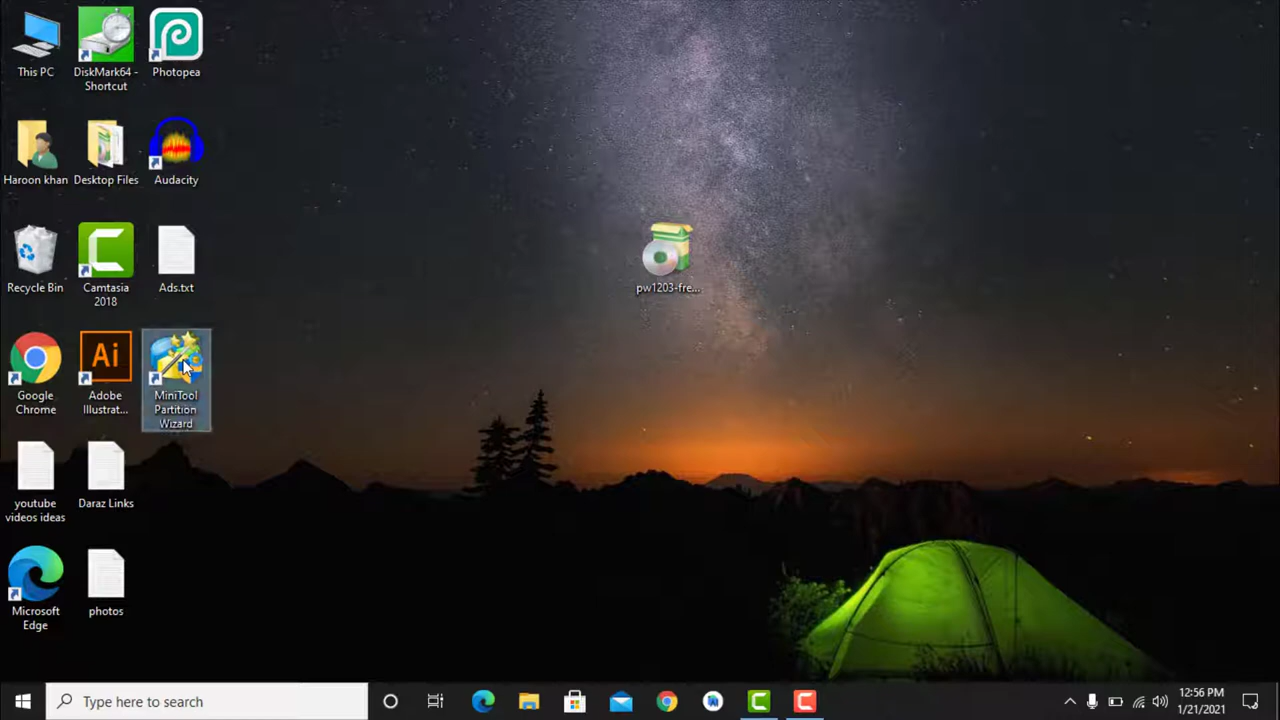 This PC
DiskMark64 -
Shortcut
Photopea
Haroon khan
Desktop Files
Audacity
Recycle Bin
Camtasia
2018
Ads.txt
pw1203-fre...
Google
Chrome
Ai
Adobe
Illustrat...
MiniTool
Partition
Wizard
youtube
videos ideas
Daraz Links
Microsoft
Edge
photos
Type here to search
12:56 PM
1/21/2021